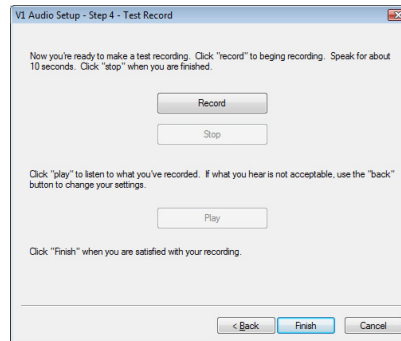 V1 Audio Setup - Step 4 - Test Record
Now you're ready to make a test recording. Click "record" to beging recording. Speak for about
10 seconds. Click "stop" when you are finished.
Record
Stop
Click "play" to listen to what you've recorded. If what you hear is not acceptable, use the "back"
button to change your settings.
Play
Click "Finish" when you are satisfied with your recording.
< Back
Finish
Cancel